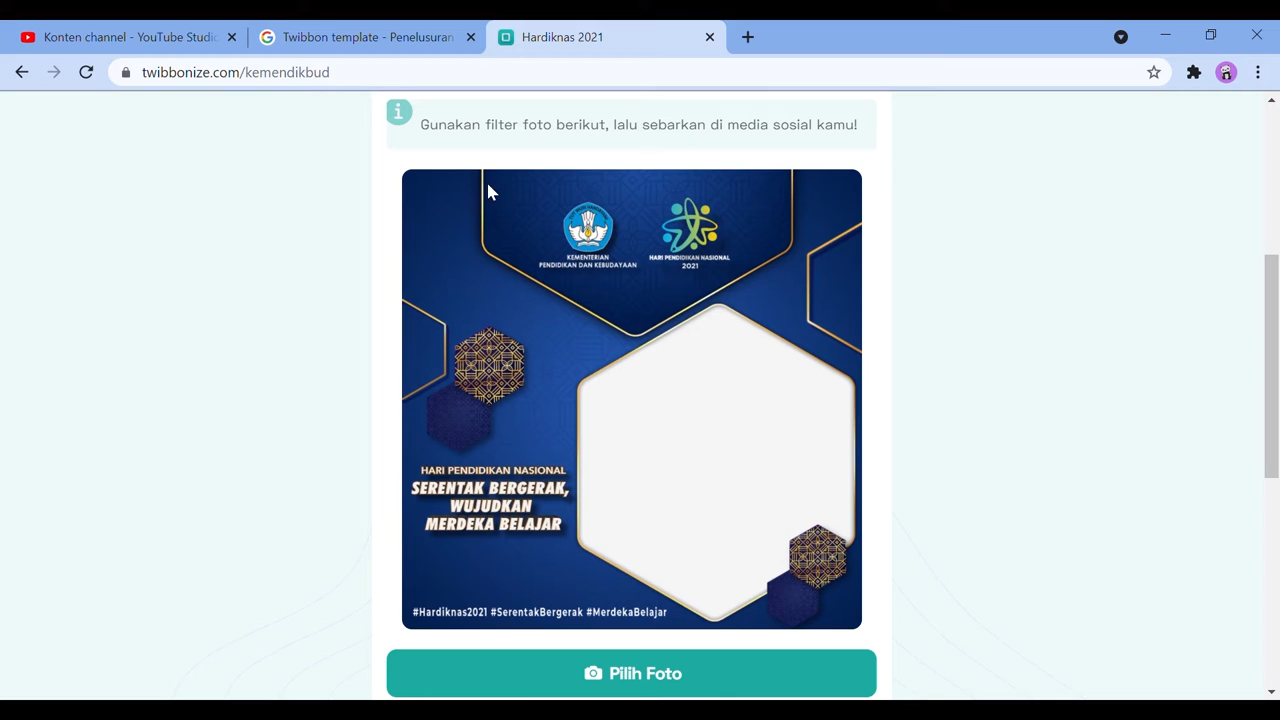 Konten channel - YouTube Studio
Twibbon template - Penelusuran
Hardiknas 2021
twibbonize.com/kemendikbud
Gunakan filter foto berikut, lalu sebarkan di media sosial kamu!
KEMENTERIAN
PENDIDIKAN DAN KEBUDAYAAN
HARI PENDIDIKAN NASIONAL
2021
HARI PENDIDIKAN NASIONAL
SERENTAK BERGERAK,
WUJUDKAN
MERDEKA BELAJAR
#Hardiknas2021 #SerentakBergerak #MerdekaBelajar
Pilih Foto